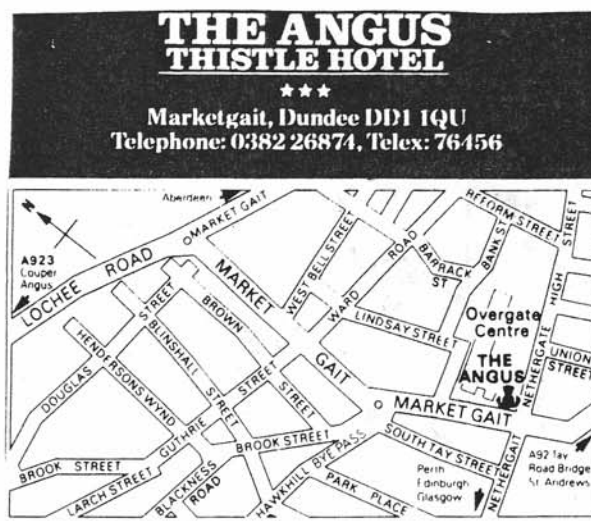 THE ANGUS
THISTLE HOTEL
★★★
Marketgait, Dundee DD1 1QU
Telephone: 0382 26874, Telex: 76456
N
Aberdeen
A923
Couper
Angus
LOCHEE ROAD
MARKET GAIT
MARKET
GAIT
WEST BELL STREET
WARD ROAD
BARRACK
ST
REFORM STREET
BANK ST
HIGH STREET
LINDSAY STREET
Overgate
Centre
THE
ANGUS
UNION
STREET
NETHERGATE
MARKET GAIT
DOUGLAS STREET
BROWN STREET
BLINSHALL STREET
HENDERSONS WYND
GUTHRIE STREET
BROOK STREET
BROOK STREET
LARCH STREET
BLACKNESS
ROAD
HAWKHILL BYE PASS
PARK PLACE
SOUTH TAY STREET
NETHERGAIT
Perth
Edinburgh
Glasgow
A92 Tay
Road Bridge
St. Andrews